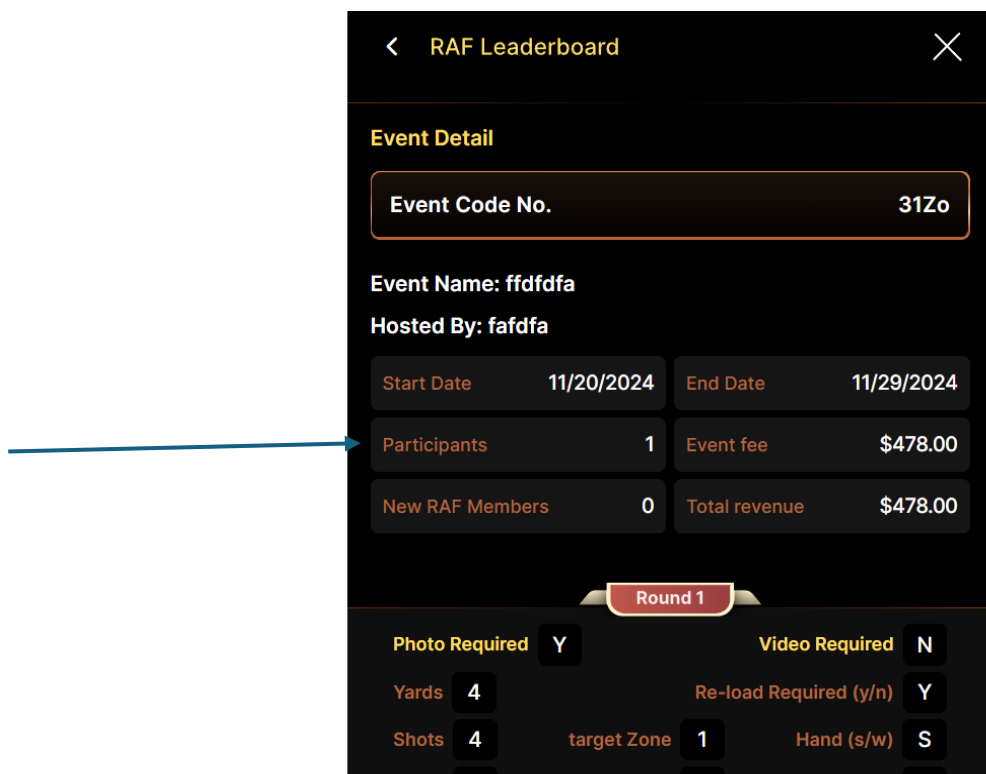 RAF Leaderboard
Event Detail
Event Code No. 31Zo
Event Name: ffdfdfa
Hosted By: fafdfa
Start Date 11/20/2024 End Date 11/29/2024
Participants 1 Event fee $478.00
New RAF Members 0 Total revenue $478.00
Round 1
Photo Required Y Video Required N
Yards 4 Re-load Required (y/n) Y
Shots 4 target Zone 1 Hand (s/w) S